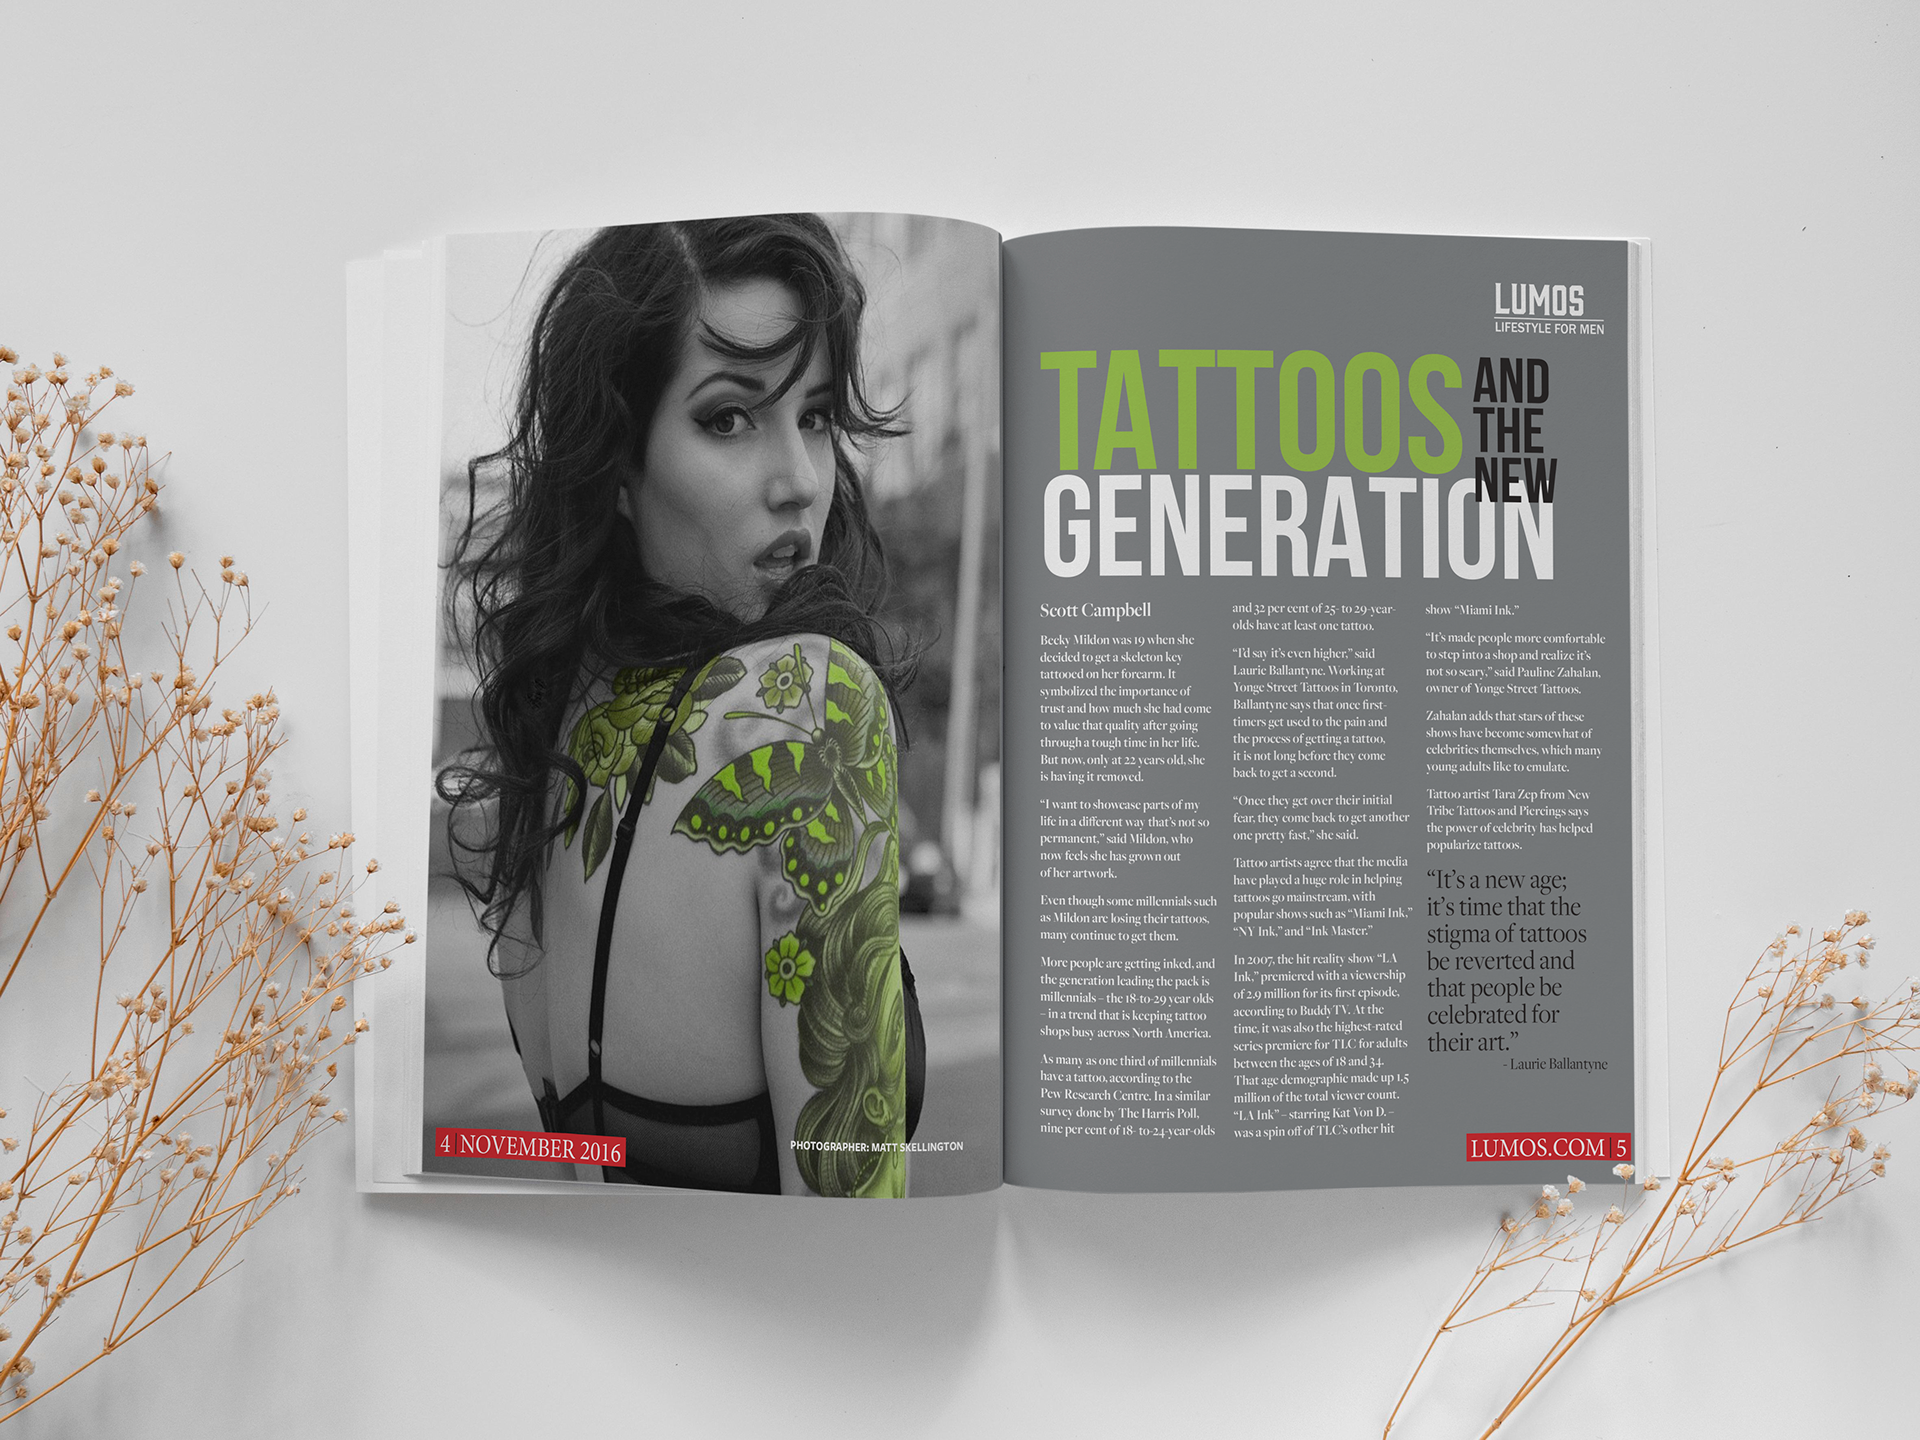 4 | NOVEMBER 2016
PHOTOGRAPHER: MATT SKELLINGTON
LUMOS
LIFESTYLE FOR MEN
TATTOOS
AND
THE
NEW
GENERATION
Scott Campbell
Becky Mildon was 19 when she
decided to get a skeleton key
tattooed on her forearm. It
symbolized the importance of
trust and how much she had come
to value that quality after going
through a tough time in her life.
But now, only at 22 years old, she
is having it removed.
“I want to showcase parts of my
life in a different way that’s not so
permanent,” said Mildon, who
now feels she has grown out
of her artwork.
Even though some millennials such
as Mildon are losing their tattoos,
many continue to get them.
More people are getting inked, and
the generation leading the pack is
millennials – the 18-to-29 year olds
– in a trend that is keeping tattoo
shops busy across North America.
As many as one third of millennials
have a tattoo, according to the
Pew Research Centre. In a similar
survey done by The Harris Poll,
nine per cent of 18- to-24-year-olds
and 32 per cent of 25- to 29-year-
olds have at least one tattoo.
“I’d say it’s even higher,” said
Laurie Ballantyne. Working at
Yonge Street Tattoos in Toronto,
Ballantyne says that once first-
timers get used to the pain and
the process of getting a tattoo,
it is not long before they come
back to get a second.
“Once they get over their initial
fear, they come back to get another
one pretty fast,” she said.
Tattoo artists agree that the media
have played a huge role in helping
tattoos go mainstream, with
popular shows such as “Miami Ink,”
“NY Ink,” and “Ink Master.”
In 2007, the hit reality show “LA
Ink,” premiered with a viewership
of 2.9 million for its first episode,
according to BuddyTV. At the
time, it was also the highest-rated
series premiere for TLC for adults
between the ages of 18 and 34.
That age demographic made up 1.5
million of the total viewer count.
“LA Ink” – starring Kat Von D. –
was a spin off of TLC’s other hit
show “Miami Ink.”
“It’s made people more comfortable
to step into a shop and realize it’s
not so scary,” said Pauline Zahalan,
owner of Yonge Street Tattoos.
Zahalan adds that stars of these
shows have become somewhat of
celebrities themselves, which many
young adults like to emulate.
Tattoo artist Tara Zep from New
Tribe Tattoos and Piercings says
the power of celebrity has helped
popularize tattoos.
“It’s a new age;
it’s time that the
stigma of tattoos
be reverted and
that people be
celebrated for
their art.”
- Laurie Ballantyne
LUMOS.COM | 5